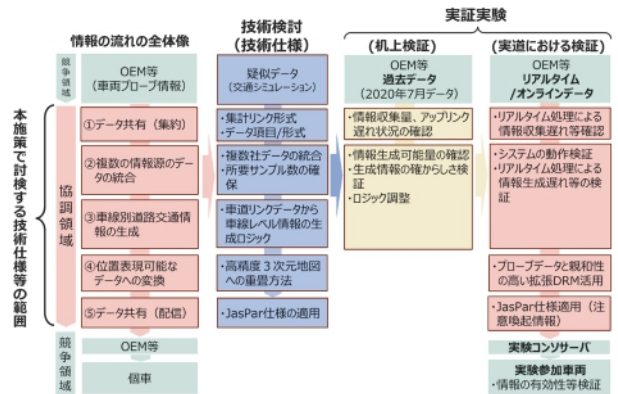 実証実験
情報の流れの全体像
技術検討
(技術仕様)
(机上検証)
(実道における検証)
競争領域
OEM等
(車両プローブ情報)
疑似データ
(交通シミュレーション)
OEM等
過去データ
(2020年7月データ)
OEM等
リアルタイム
/オンラインデータ
本施策で討検する技術仕様等の範囲
協調領域
①データ共有(集約)
・集計リンク形式
・データ項目/形式
・情報収集量、アップリンク
遅れ状況の確認
・リアルタイム処理による
情報収集遅れ等確認
②複数の情報源のデー
タの統合
・複数社データの統合
・所要サンプル数の確
保
・情報生成可能量の確認
・生成情報の確からしさ検
証
・ロジック調整
・システムの動作検証
・リアルタイム処理による
情報生成遅れ等の検
証
③車線別道路交通情
報の生成
・車道リンクデータから
車線レベル情報の生
成ロジック
④位置表現可能な
データへの変換
・高精度3次元地図
への重畳方法
・プローブデータと親和性
の高い拡張DRM活用
⑤データ共有(配信)
・JasPar仕様の適用
・JasPar仕様適用(注
意喚起情報)
競争領域
OEM等
個車
実験コンソサーバ
実験参加車両
・情報の有効性等検証